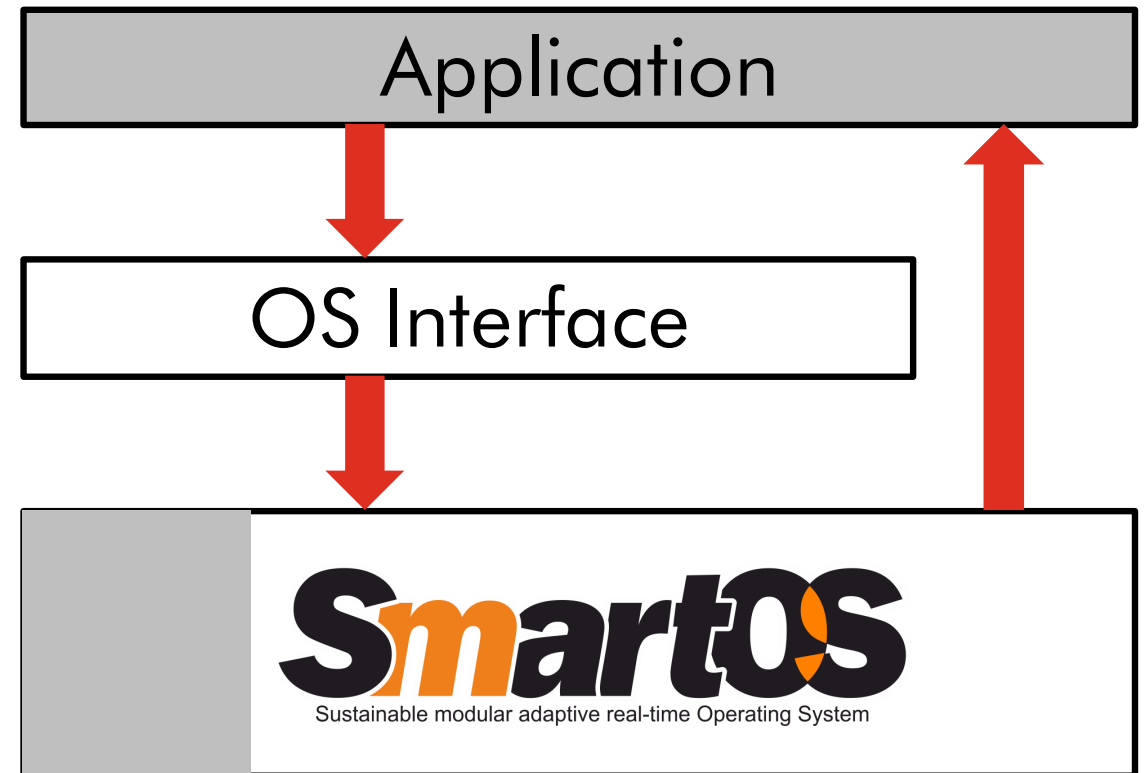 Application
OS Interface
SmartOS
Sustainable modular adaptive real-time Operating System